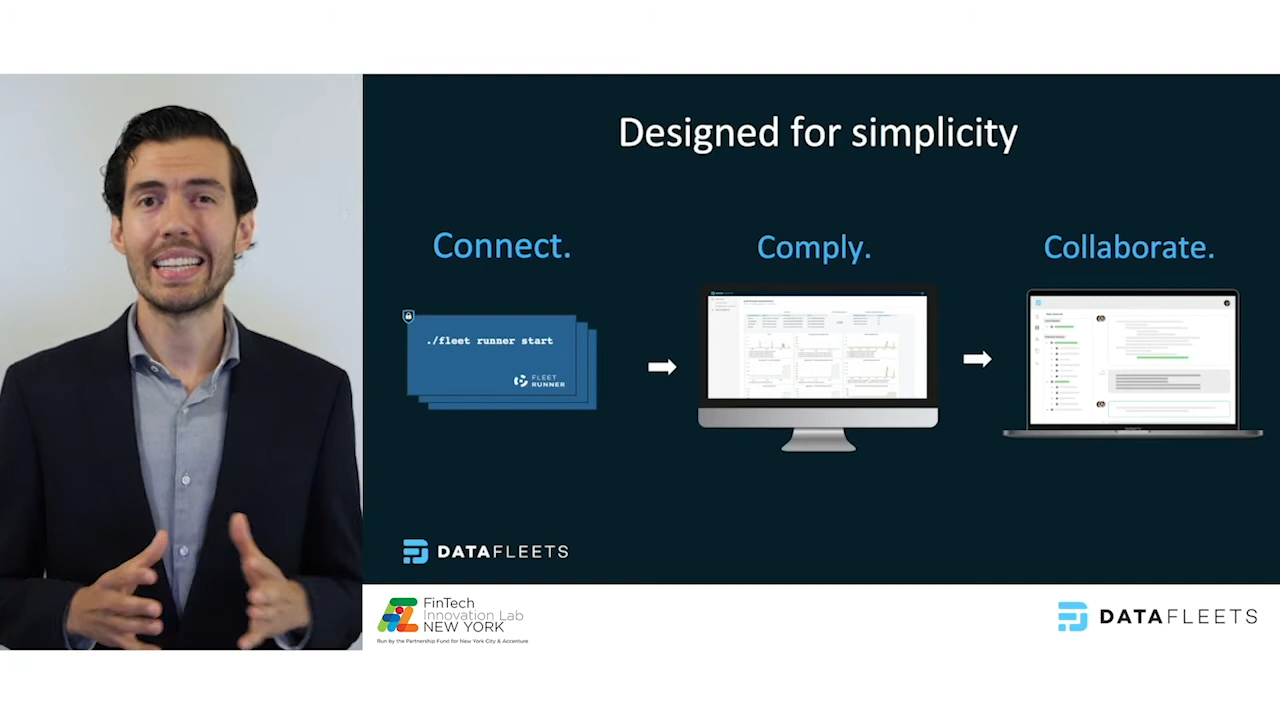 Designed for simplicity
Connect.
Comply.
Collaborate.
./fleet runner start
FLEET
RUNNER
DATAFLEETS
FinTech
Innovation Lab
NEW YORK
Run by the Partnership Fund for New York City & Accenture
DATAFLEETS